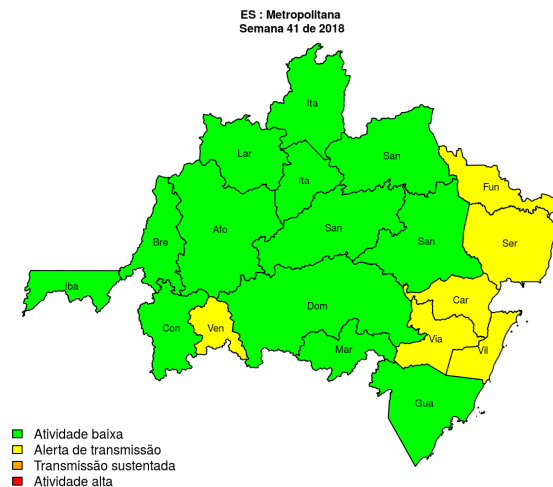 ES : Metropolitana
Semana 41 de 2018
Ita
Lar
San
Ita
Fun
Afo
San
San
Ser
Bre
Iba
Car
Dom
Con
Ven
Via
Vil
Mar
Gua
Atividade baixa
Alerta de transmissão
Transmissão sustentada
Atividade alta